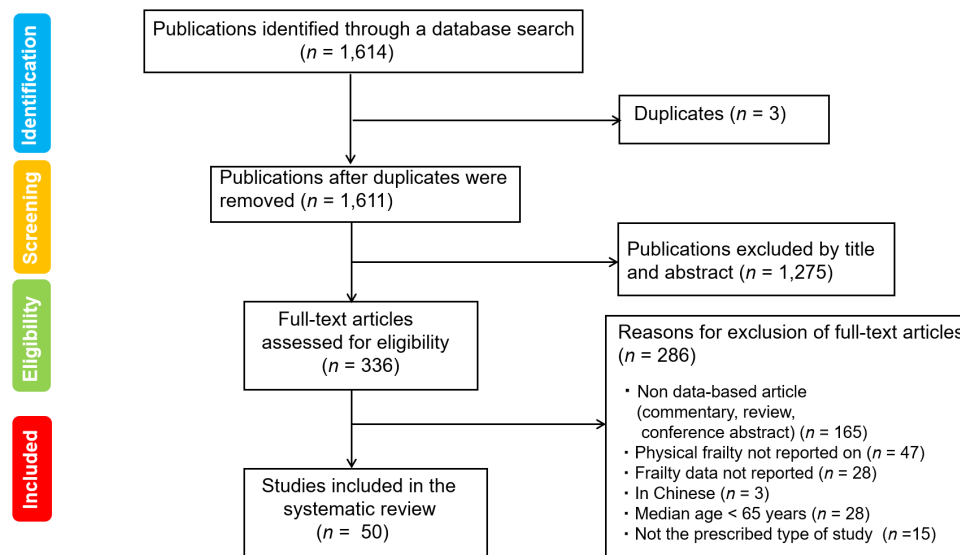 Identification
Publications identified through a database search
(n = 1,614)
Duplicates (n = 3)
Screening
Publications after duplicates were
removed (n = 1,611)
Publications excluded by title
and abstract (n = 1,275)
Eligibility
Full-text articles
assessed for eligibility
(n = 336)
Reasons for exclusion of full-text articles
(n = 286)
・Non data-based article
(commentary, review,
conference abstract) (n = 165)
・Physical frailty not reported on (n = 47)
・Frailty data not reported (n = 28)
・In Chinese (n = 3)
・Median age < 65 years (n = 28)
・Not the prescribed type of study (n =15)
Included
Studies included in the
systematic review
(n = 50)